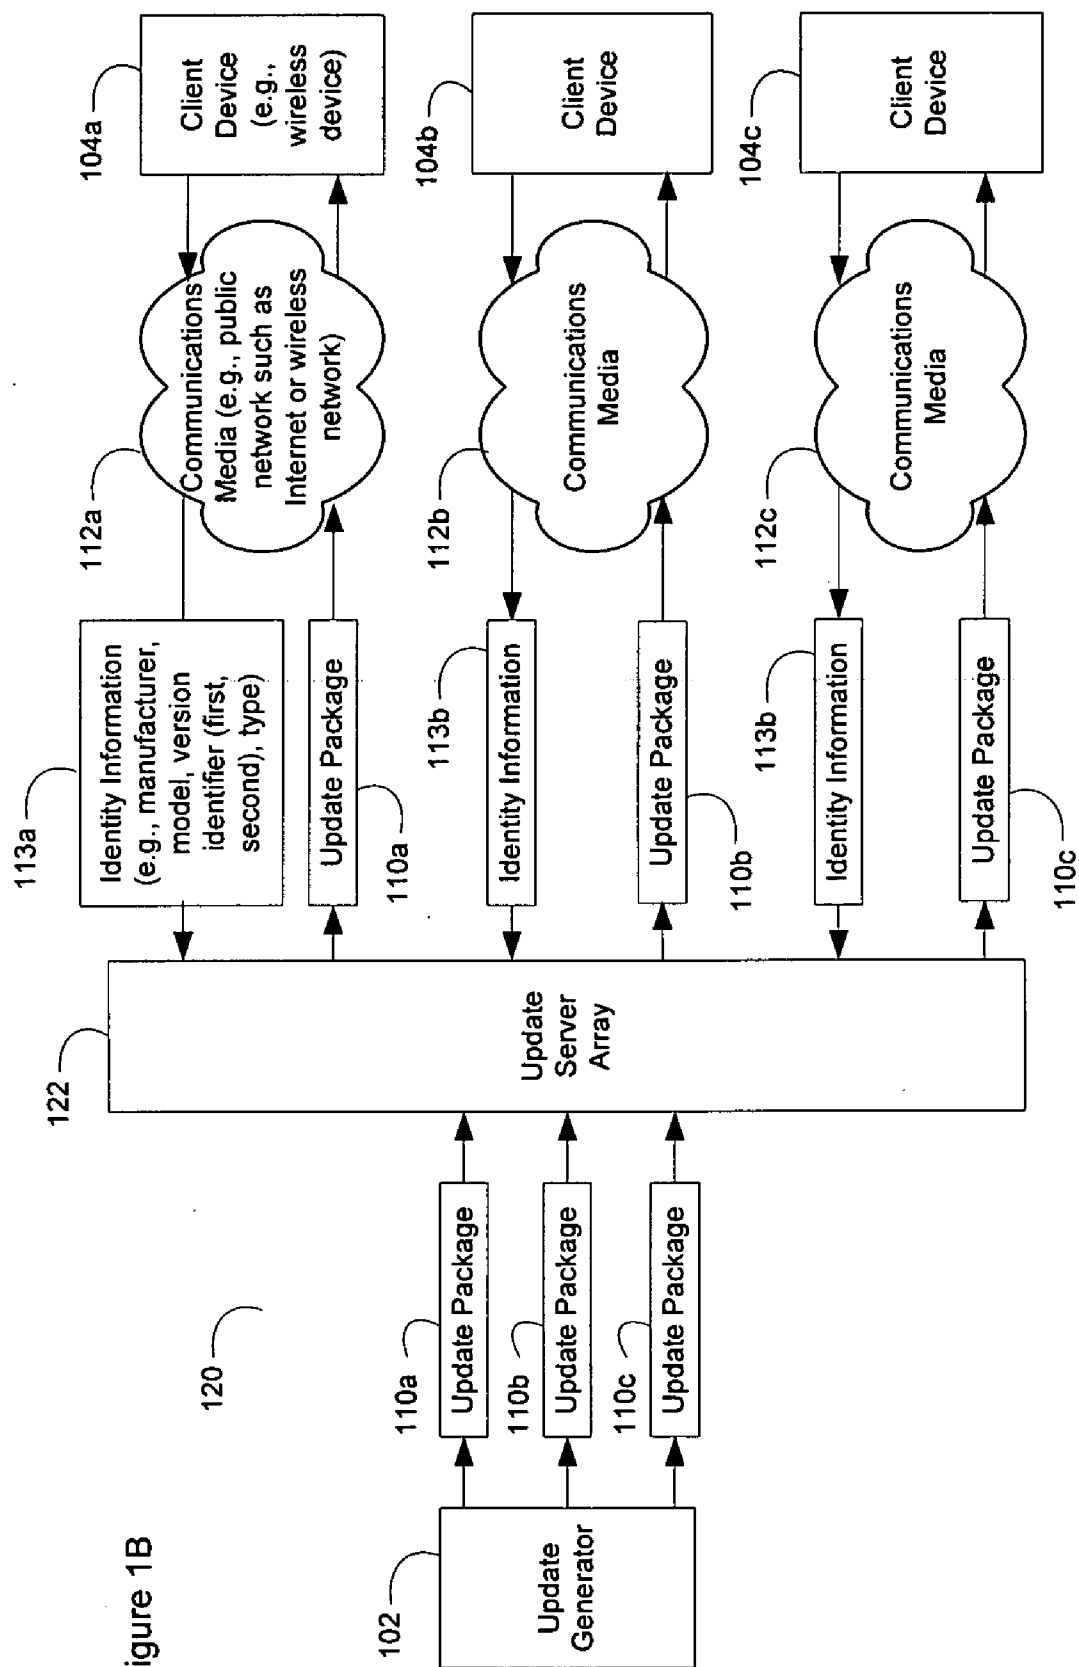 igure 1B
120
102
Update
Generator
110a
Update Package
110b
Update Package
110c
Update Package
122
Update
Server
Array
113a
Identity Information
(e.g., manufacturer,
model, version
identifier (first,
second), type)
Update Package
110a
112a
Communications
Media (e.g., public
network such as
Internet or wireless
network)
104a
Client
Device
(e.g.,
wireless
device)
113b
Identity Information
Update Package
110b
112b
Communications
Media
104b
Client
Device
113b
Identity Information
Update Package
110c
112c
Communications
Media
104c
Client
Device